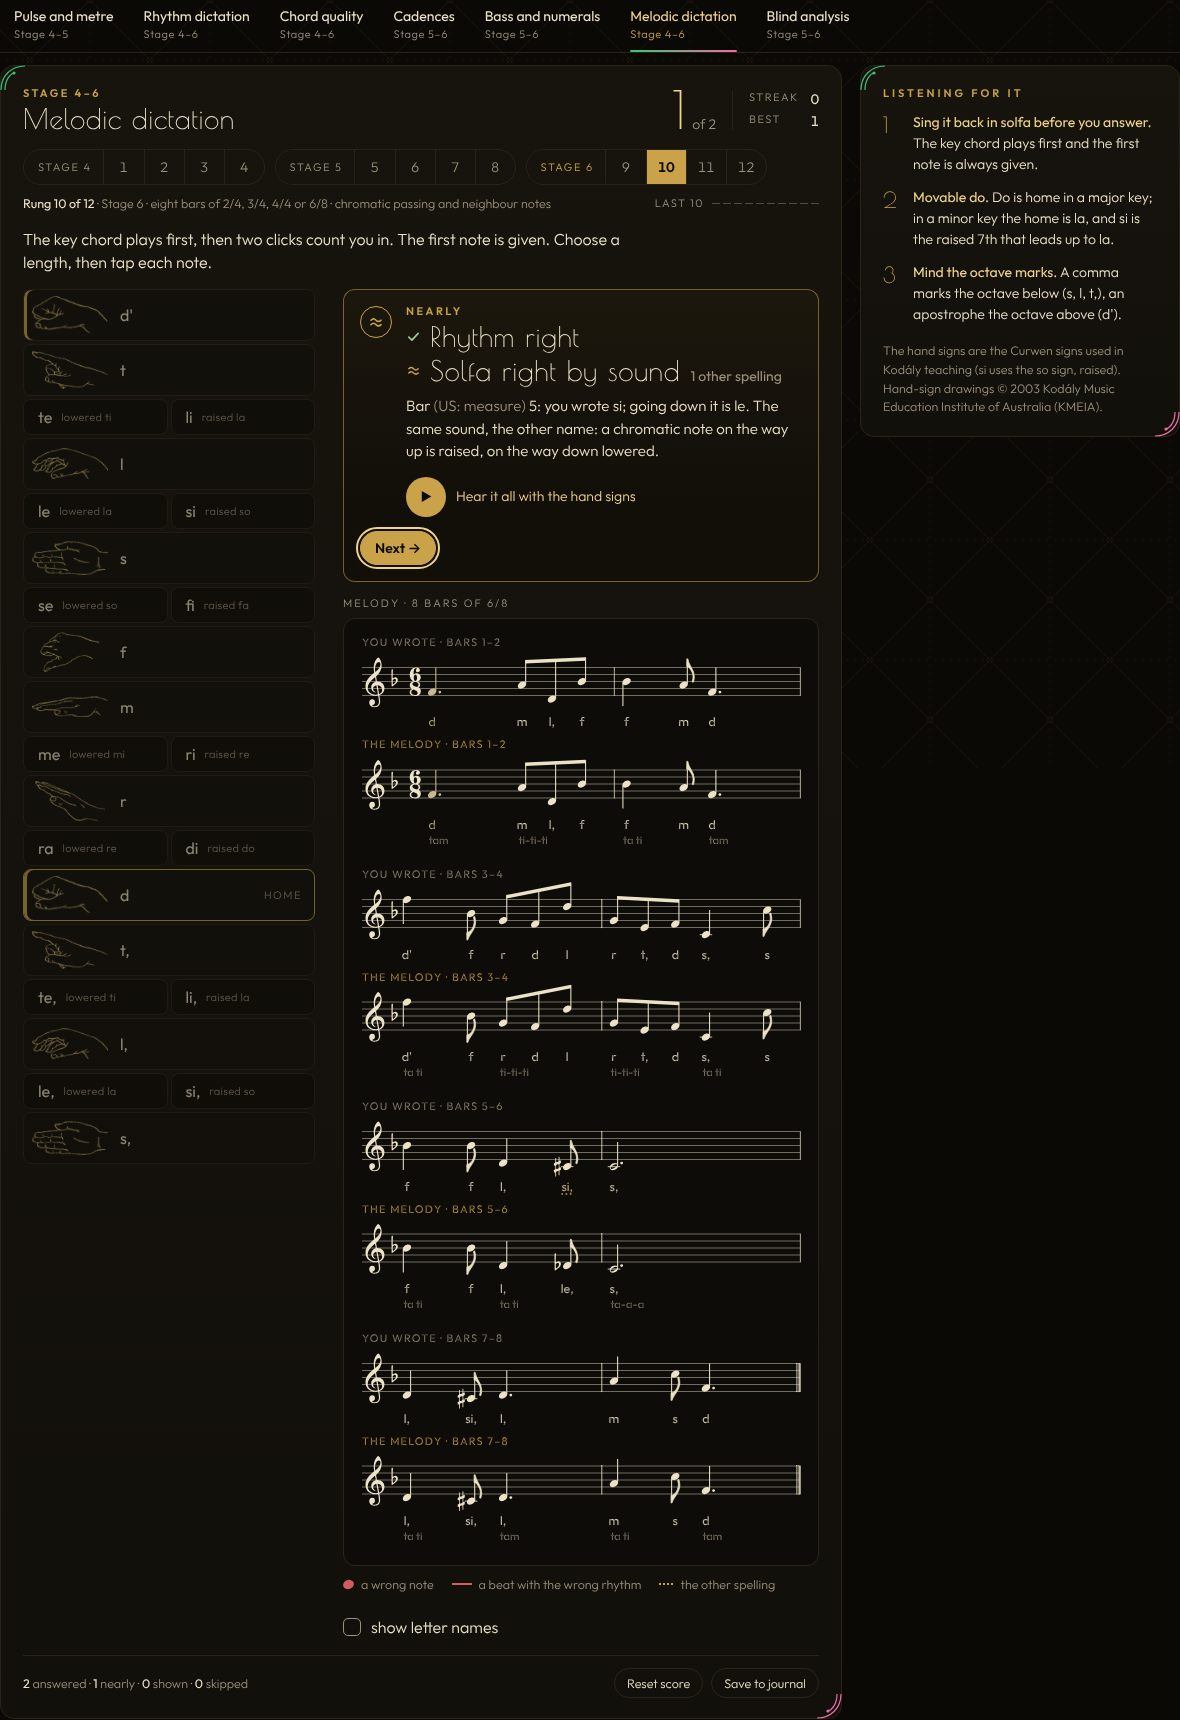 Pulse and metre
Stage 4–5
Rhythm dictation
Stage 4–6
Chord quality
Stage 4–6
Cadences
Stage 5–6
Bass and numerals
Stage 5–6
Melodic dictation
Stage 4–6
Blind analysis
Stage 5–6
STAGE 4–6
Melodic dictation
1 of 2
STREAK 0
BEST 1
STAGE 4 1 2 3 4
STAGE 5 5 6 7 8
STAGE 6 9 10 11 12
Rung 10 of 12 · Stage 6 · eight bars of 2/4, 3/4, 4/4 or 6/8 · chromatic passing and neighbour notes
LAST 10
The key chord plays first, then two clicks count you in. The first note is given. Choose a
length, then tap each note.
d'
t
te lowered ti
li raised la
l
le lowered la
si raised so
s
se lowered so
fi raised fa
f
m
me lowered mi
ri raised re
r
ra lowered re
di raised do
d HOME
t,
te, lowered ti
li, raised la
l,
le, lowered la
si, raised so
s,
NEARLY
Rhythm right
Solfa right by sound 1 other spelling
Bar (US: measure) 5: you wrote si; going down it is le. The
same sound, the other name: a chromatic note on the way
up is raised, on the way down lowered.
Hear it all with the hand signs
Next →
MELODY · 8 BARS OF 6/8
YOU WROTE · BARS 1–2
6
8
d m l, f f m d
THE MELODY · BARS 1–2
6
8
d m l, f f m d
tam ti-ti-ti ta ti tam
YOU WROTE · BARS 3–4
d' f r d l r t, d s, s
THE MELODY · BARS 3–4
d' f r d l r t, d s, s
ta ti ti-ti-ti ti-ti-ti ta ti
YOU WROTE · BARS 5–6
f f l, si, s,
THE MELODY · BARS 5–6
f f l, le, s,
ta ti ta ti ta-a-a
YOU WROTE · BARS 7–8
l, si, l, m s d
THE MELODY · BARS 7–8
l, si, l, m s d
ta ti tam ta ti tam
a wrong note
a beat with the wrong rhythm
the other spelling
show letter names
2 answered · 1 nearly · 0 shown · 0 skipped
Reset score
Save to journal
LISTENING FOR IT
1 Sing it back in solfa before you answer.
The key chord plays first and the first
note is always given.
2 Movable do. Do is home in a major key;
in a minor key the home is la, and si is
the raised 7th that leads up to la.
3 Mind the octave marks. A comma
marks the octave below (s, l, t,), an
apostrophe the octave above (d').
The hand signs are the Curwen signs used in
Kodály teaching (si uses the so sign, raised).
Hand-sign drawings © 2003 Kodály Music
Education Institute of Australia (KMEIA).